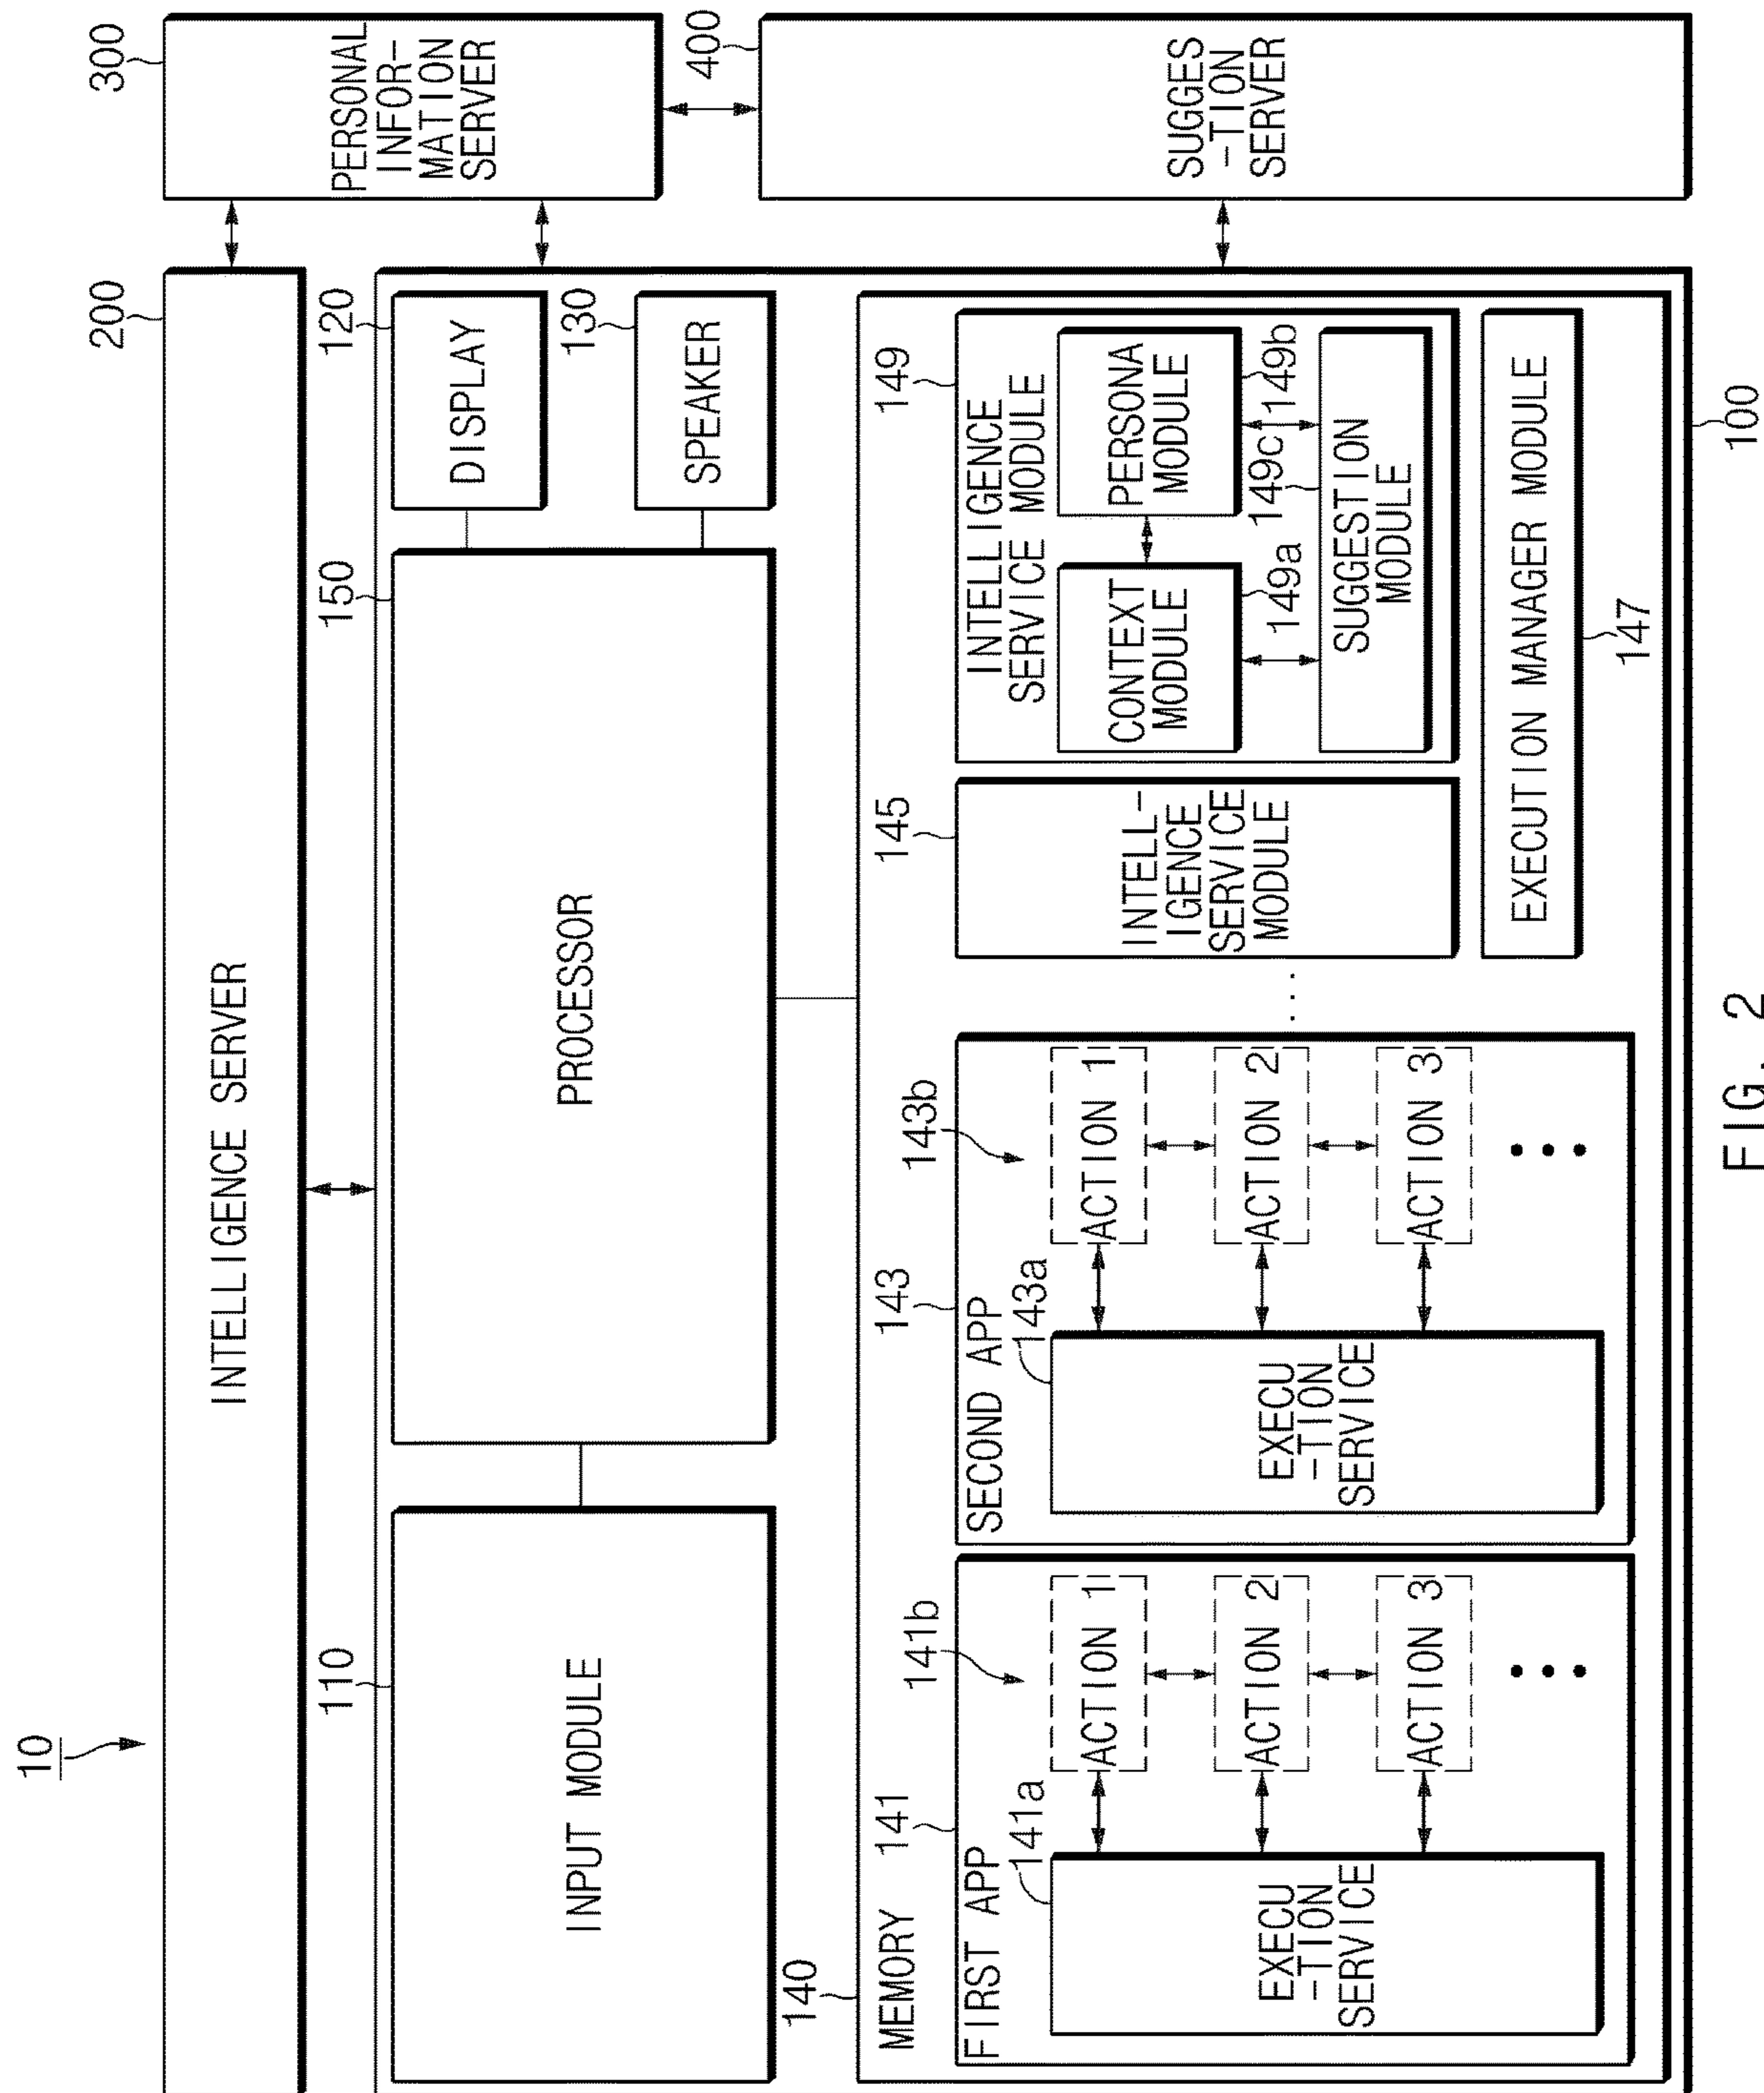 10
INTELLIGENCE SERVER
200
300
PERSONAL
INFOR-
MATION
SERVER
110
INPUT MODULE
150
PROCESSOR
120
DISPLAY
130
SPEAKER
400
SUGGES
-TION
SERVER
140
MEMORY
141
FIRST APP
141a
EXECU
-TION
SERVICE
141b
ACTION 1
ACTION 2
ACTION 3
143
SECOND APP
143a
EXECU
-TION
SERVICE
143b
ACTION 1
ACTION 2
ACTION 3
...
145
INTELL-
IGENCE
SERVICE
MODULE
149
INTELLIGENCE
SERVICE MODULE
CONTEXT
MODULE
149a
PERSONA
MODULE
149b
149c
SUGGESTION
MODULE
EXECUTION MANAGER MODULE
147
100
FIG. 2